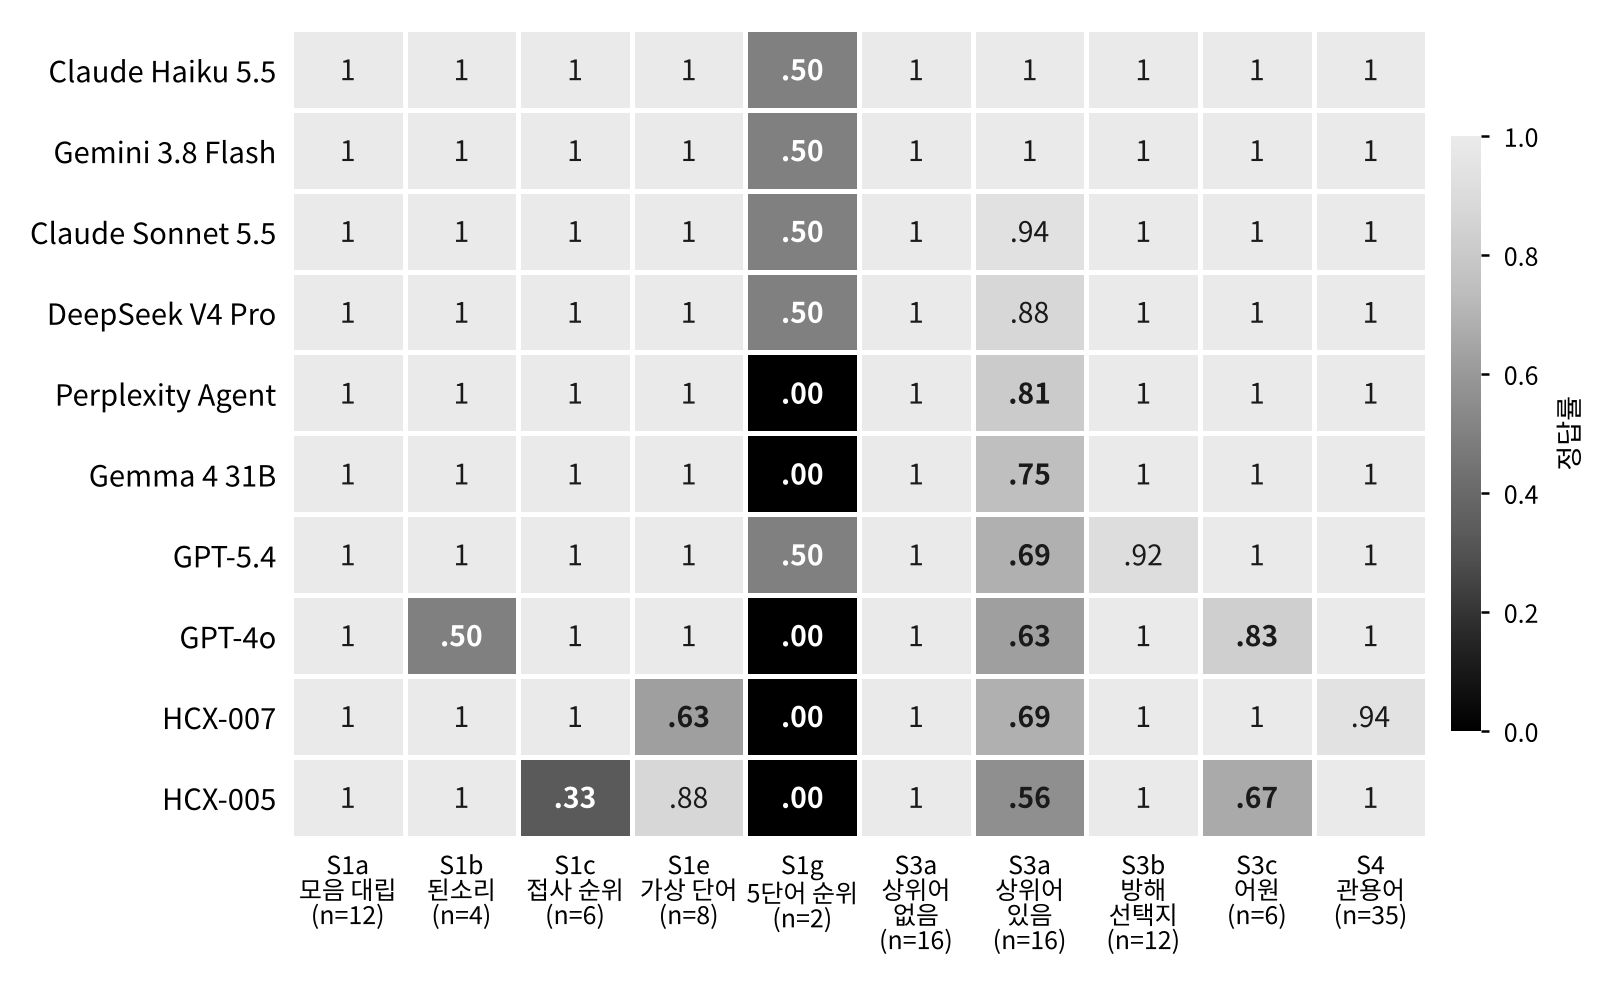 Claude Haiku 5.5 1 1 1 1 .50 1 1 1 1 1
Gemini 3.8 Flash 1 1 1 1 .50 1 1 1 1 1
Claude Sonnet 5.5 1 1 1 1 .50 1 .94 1 1 1
DeepSeek V4 Pro 1 1 1 1 .50 1 .88 1 1 1
Perplexity Agent 1 1 1 1 .00 1 .81 1 1 1
Gemma 4 31B 1 1 1 1 .00 1 .75 1 1 1
GPT-5.4 1 1 1 1 .50 1 .69 .92 1 1
GPT-4o 1 .50 1 1 .00 1 .63 1 .83 1
HCX-007 1 1 1 .63 .00 1 .69 1 1 .94
HCX-005 1 1 .33 .88 .00 1 .56 1 .67 1
S1a
모음 대립
(n=12)
S1b
된소리
(n=4)
S1c
접사 순위
(n=6)
S1e
가상 단어
(n=8)
S1g
5단어 순위
(n=2)
S3a
상위어
없음
(n=16)
S3a
상위어
있음
(n=16)
S3b
방해
선택지
(n=12)
S3c
어원
(n=6)
S4
관용어
(n=35)
1.0
0.8
0.6
0.4
0.2
0.0
정답률